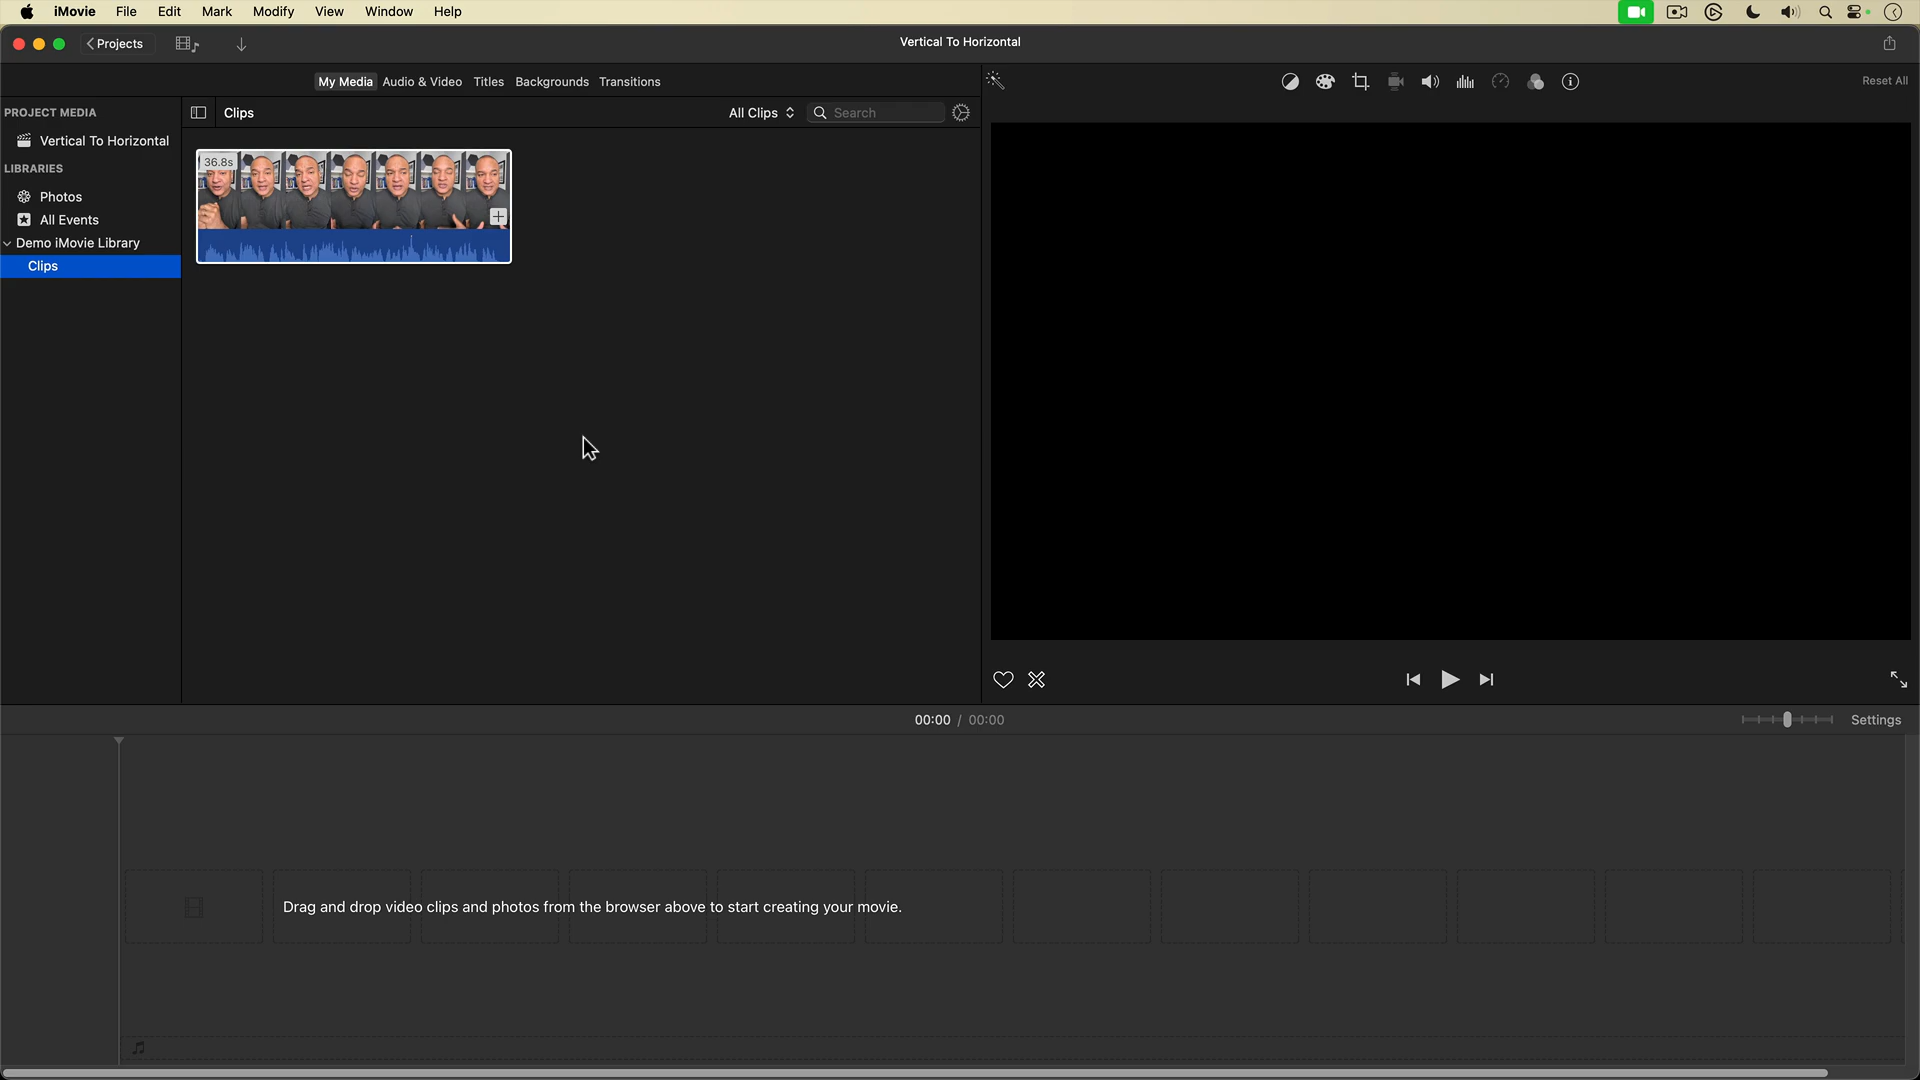 iMovie File Edit Mark Modify View Window Help
Projects
Vertical To Horizontal
My Media Audio & Video Titles Backgrounds Transitions
Reset All
PROJECT MEDIA
Clips
All Clips
Search
Vertical To Horizontal
LIBRARIES
36.8s
Photos
All Events
Demo iMovie Library
Clips
00:00 / 00:00
Settings
Drag and drop video clips and photos from the browser above to start creating your movie.